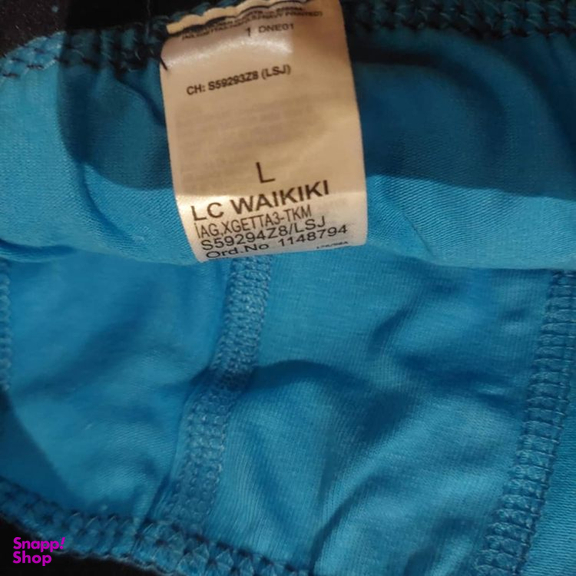 1 DNE01
CH: S59293Z8 (LSJ)
L
LC WAIKIKI
IAG.XGETTA3-TKM
S59294Z8/LSJ
Ord.No 1148794
Snapp!
Shop